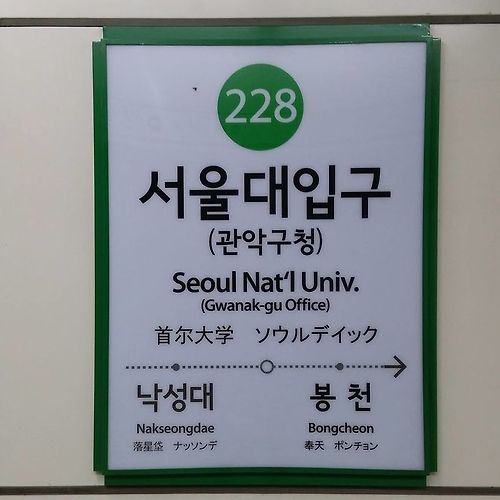 228
서울대입구
(관악구청)
Seoul Nat'l Univ.
(Gwanak-gu Office)
首尔大学 ソウルデイック
낙성대 봉천
Nakseongdae Bongcheon
落星垈 ナッソンデ 奉天 ポンチョン